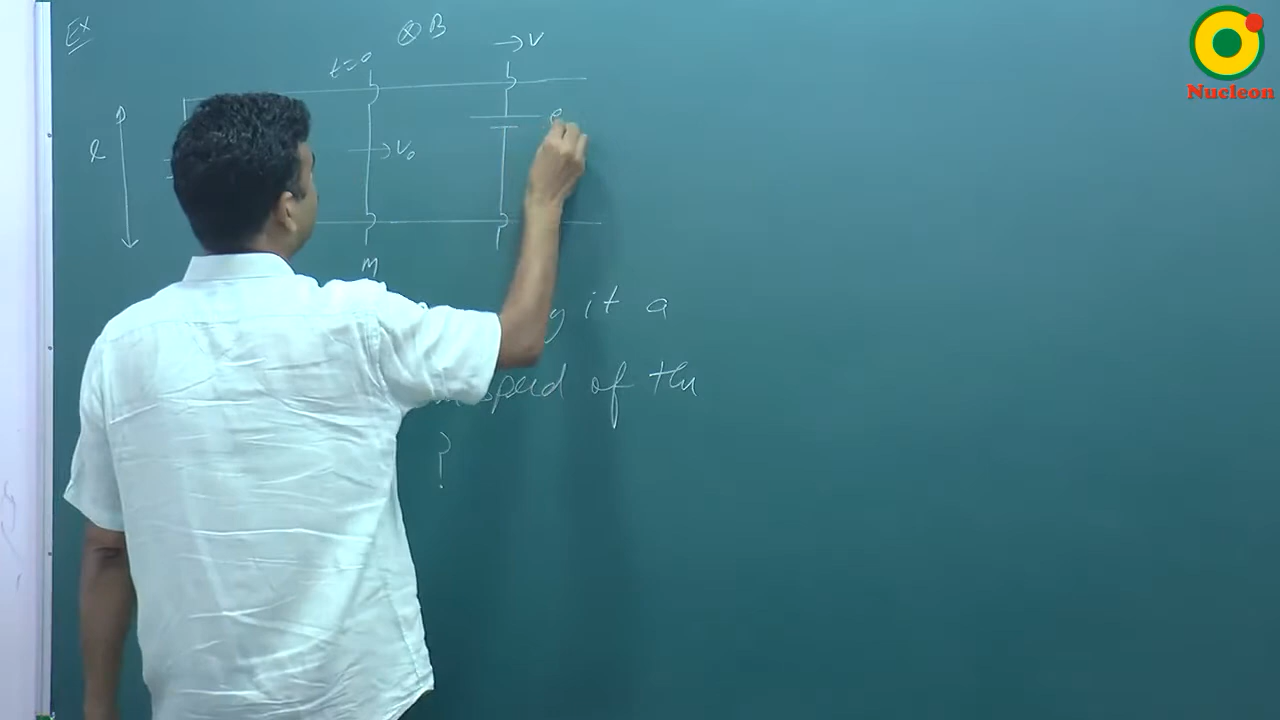 Ex
⊗ B
→ V
t=0
l
→ V₀
e
M
it a
speed of the
?
Nucleon